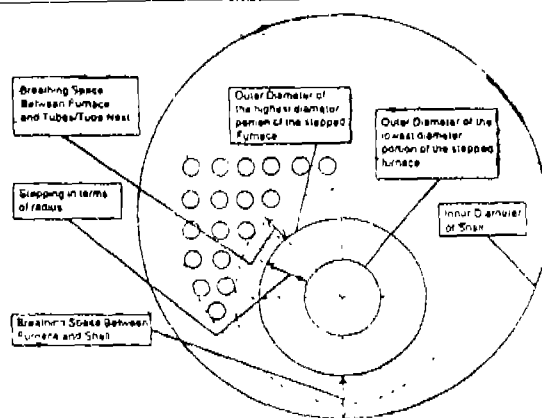 Breathing Space
Between Furnace
and Tubes/Tube Nest
Outer Diameter of
the highest diameter
portion of the stepped
Furnace
Outer Diameter of the
lowest diameter
portion of the stepped
furnace
Stepping in terms
of radius
Innur Diameter
of Shell
Breathing Space Between
Furnace and Shell